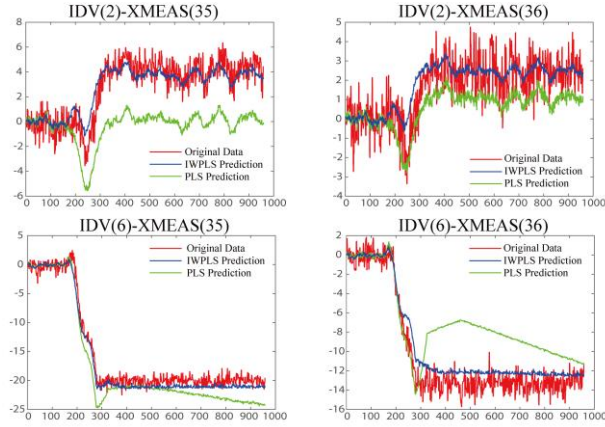 IDV(2)-XMEAS(35)
8
6
4
2
0
-2
-4
-6
0 100 200 300 400 500 600 700 800 900 1000
Original Data
IWPLS Prediction
PLS Prediction
IDV(2)-XMEAS(36)
5
4
3
2
1
0
-1
-2
-3
-4
0 100 200 300 400 500 600 700 800 900 1000
Original Data
IWPLS Prediction
PLS Prediction
IDV(6)-XMEAS(35)
5
0
-5
-10
-15
-20
-25
0 100 200 300 400 500 600 700 800 900 1000
Original Data
IWPLS Prediction
PLS Prediction
IDV(6)-XMEAS(36)
2
0
-2
-4
-6
-8
-10
-12
-14
-16
0 100 200 300 400 500 600 700 800 900 1000
Original Data
IWPLS Prediction
PLS Prediction